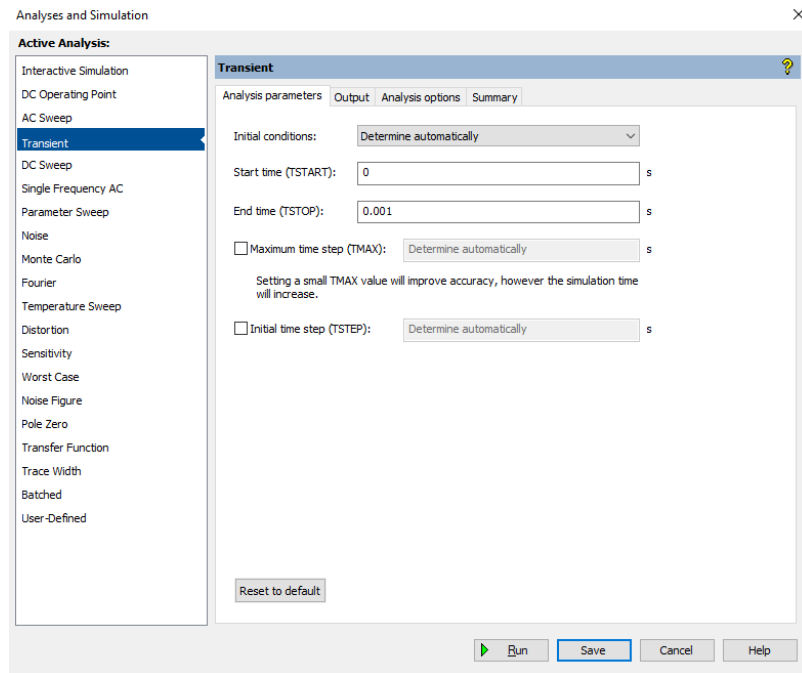 Analyses and Simulation
Active Analysis:
Interactive Simulation
DC Operating Point
AC Sweep
Transient
DC Sweep
Single Frequency AC
Parameter Sweep
Noise
Monte Carlo
Fourier
Temperature Sweep
Distortion
Sensitivity
Worst Case
Noise Figure
Pole Zero
Transfer Function
Trace Width
Batched
User-Defined
Transient
Analysis parameters Output Analysis options Summary
Initial conditions: Determine automatically
Start time (TSTART): 0 s
End time (TSTOP): 0.001 s
Maximum time step (TMAX): Determine automatically s
Setting a small TMAX value will improve accuracy, however the simulation time
will increase.
Initial time step (TSTEP): Determine automatically s
Reset to default
Run Save Cancel Help